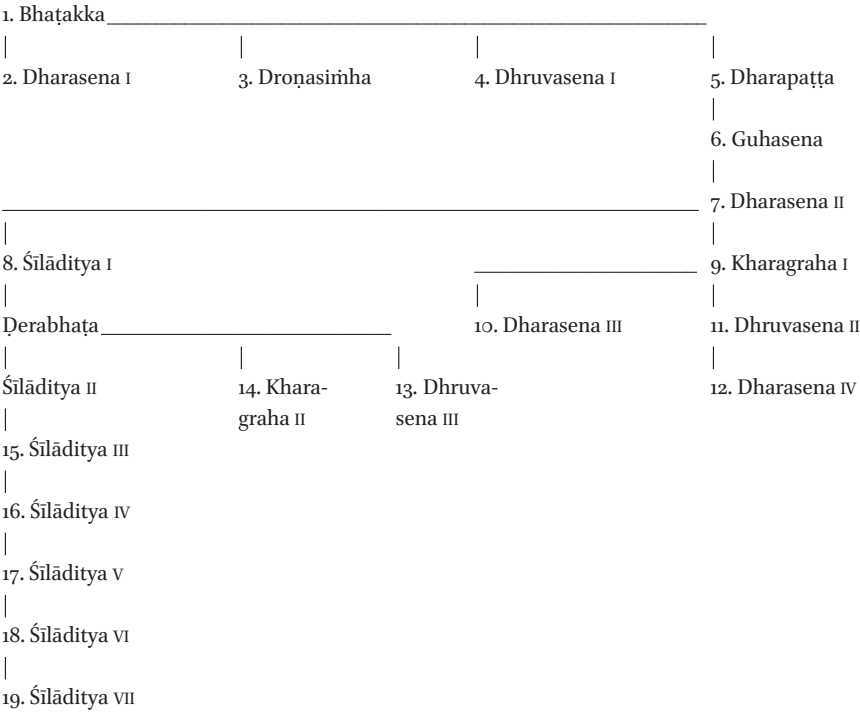 1. Bhaṭakka
2. Dharasena I 3. Droṇasiṁha 4. Dhruvasena I 5. Dharapaṭṭa
6. Guhasena
7. Dharasena II
8. Śīlāditya I 9. Kharagraha I
Ḍerabhaṭa 10. Dharasena III 11. Dhruvasena II
Śīlāditya II 14. Khara- 13. Dhruva- 12. Dharasena IV
graha II sena III
15. Śīlāditya III
16. Śīlāditya IV
17. Śīlāditya V
18. Śīlāditya VI
19. Śīlāditya VII